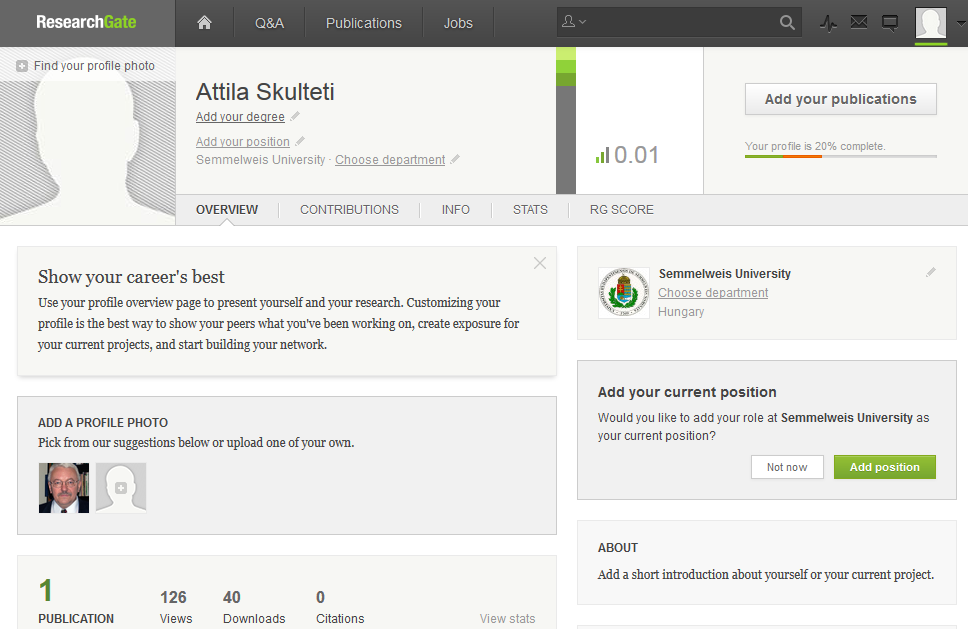 ResearchGate
Q&A
Publications
Jobs
Find your profile photo
Attila Skulteti
Add your degree
Add your position
Semmelweis University · Choose department
0.01
Add your publications
Your profile is 20% complete.
OVERVIEW
CONTRIBUTIONS
INFO
STATS
RG SCORE
Show your career's best
Use your profile overview page to present yourself and your research. Customizing your
profile is the best way to show your peers what you've been working on, create exposure for
your current projects, and start building your network.
ADD A PROFILE PHOTO
Pick from our suggestions below or upload one of your own.
1
PUBLICATION
126
Views
40
Downloads
0
Citations
View stats
Semmelweis University
Choose department
Hungary
Add your current position
Would you like to add your role at Semmelweis University as
your current position?
Not now
Add position
ABOUT
Add a short introduction about yourself or your current project.